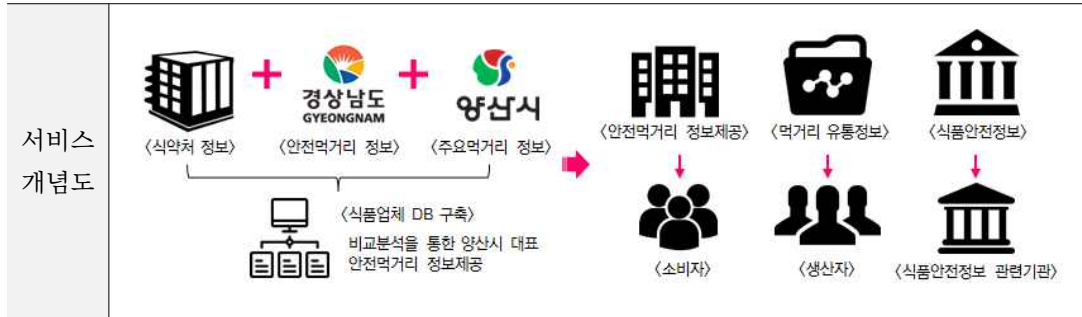 서비스
개념도
경상남도
GYEONGNAM
양산시
〈식약처 정보〉
〈안전먹거리 정보〉
〈주요먹거리 정보〉
〈식품업체 DB 구축〉
비교분석을 통한 양산시 대표
안전먹거리 정보제공
〈안전먹거리 정보제공〉
〈먹거리 유통정보〉
〈식품안전정보〉
〈소비자〉
〈생산자〉
〈식품안전정보 관련기관〉